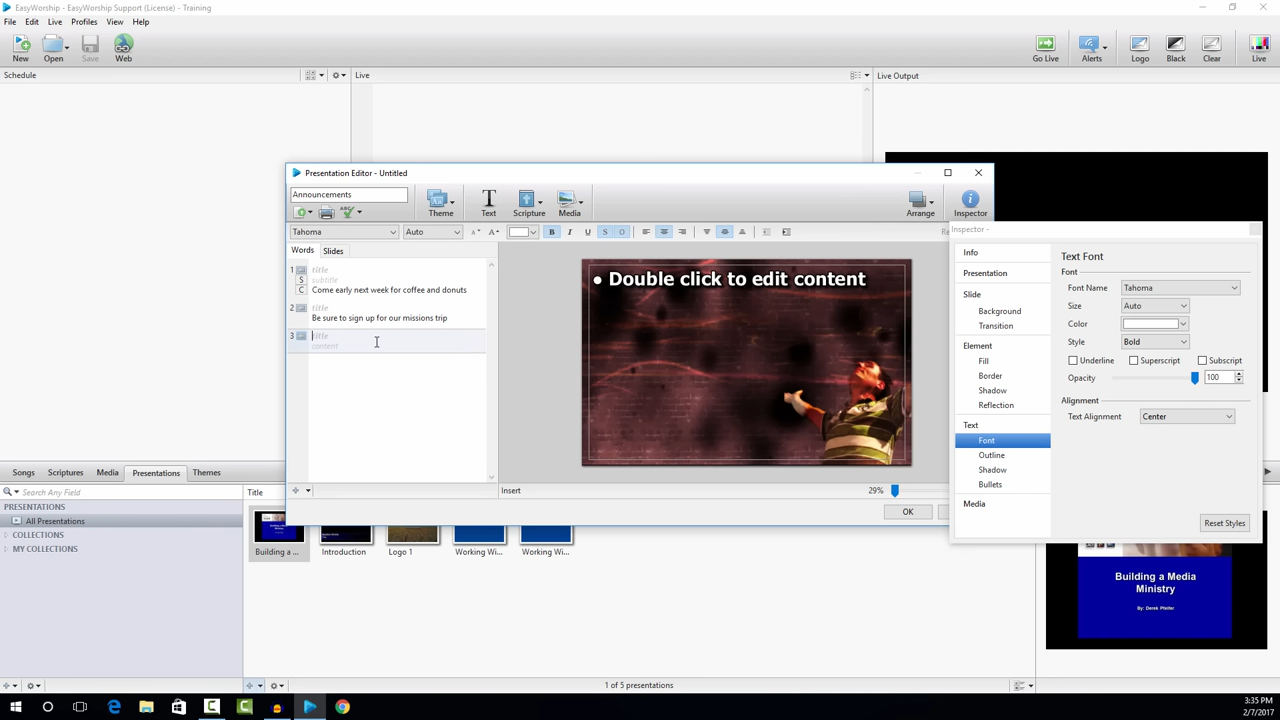 EasyWorship - EasyWorship Support (License) - Training
File Edit Live Profiles View Help
New Open Save Web Go Live Alerts Logo Black Clear Live
Schedule Live Live Output
Presentation Editor - Untitled
Announcements
Theme Text Scripture Media Arrange Inspector
Tahoma Auto B I U S O Re
Inspector -
Words Slides
1 title
S subtitle
C Come early next week for coffee and donuts
2 title
Be sure to sign up for our missions trip
3 title
content
• Double click to edit content
Insert 29%
OK
Info
Presentation
Slide
Background
Transition
Element
Fill
Border
Shadow
Reflection
Text
Font
Outline
Shadow
Bullets
Media
Text Font
Font
Font Name Tahoma
Size Auto
Color
Style Bold
Underline Superscript Subscript
Opacity 100
Alignment
Text Alignment Center
Reset Styles
Songs Scriptures Media Presentations Themes
Search Any Field Title
PRESENTATIONS
All Presentations
COLLECTIONS
MY COLLECTIONS
Building a ... Introduction Logo 1 Working Wi... Working Wi...
Building a Media
Ministry
By: Derek Pfeifer
1 of 5 presentations
3:35 PM
2/7/2017